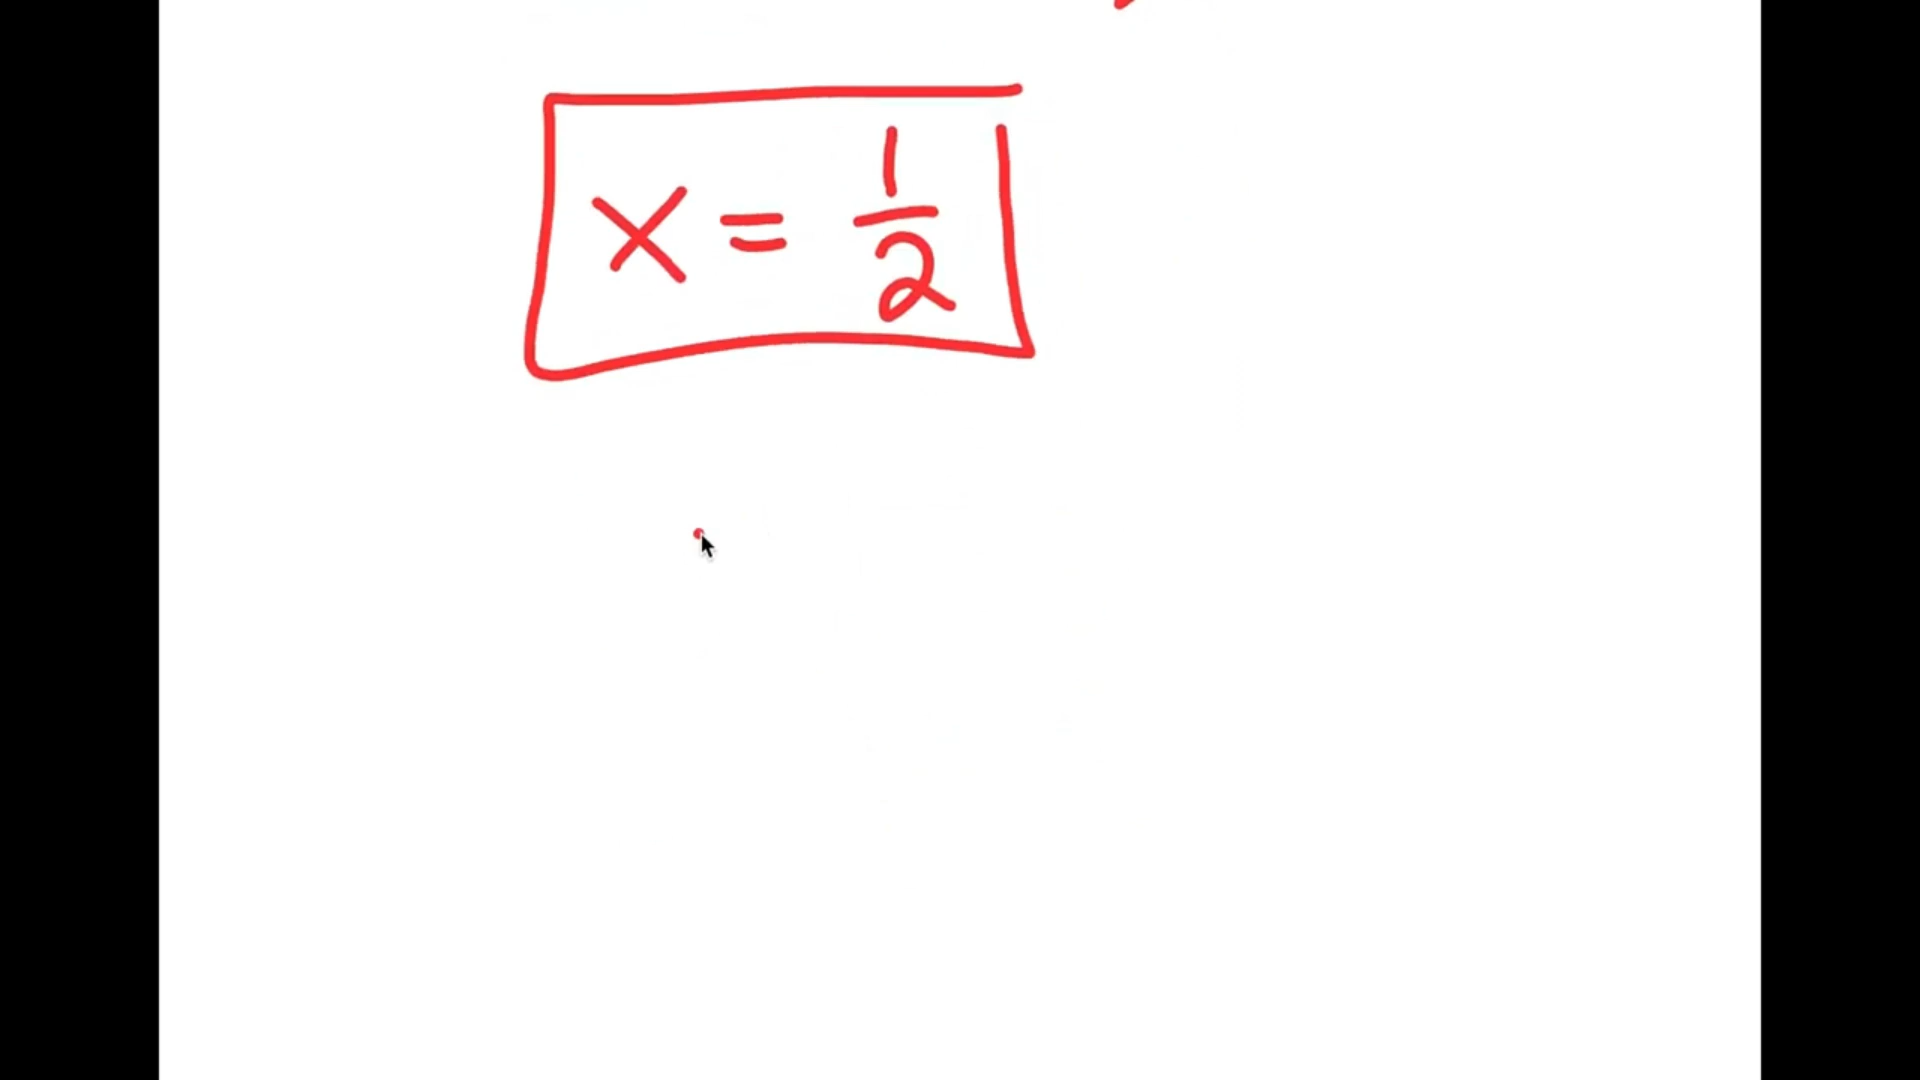 x = 1/2